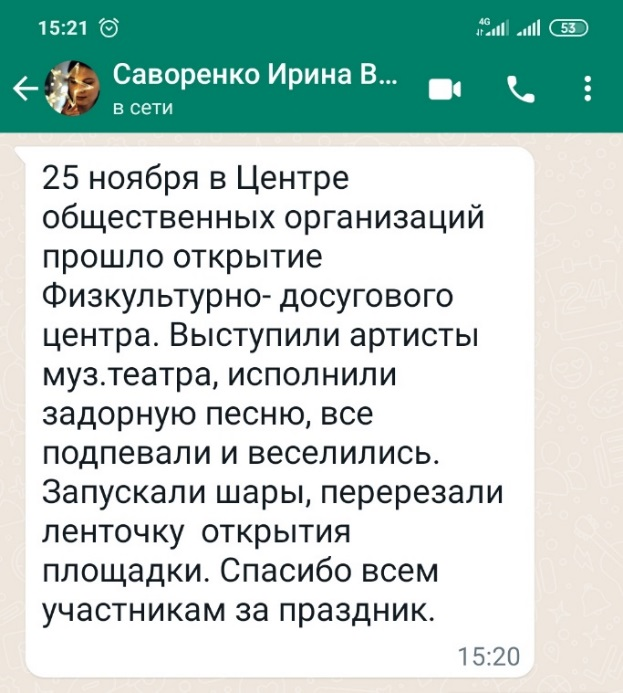 15:21 4G 53
Саворенко Ирина В...
в сети
25 ноября в Центре
общественных организаций
прошло открытие
Физкультурно- досугового
центра. Выступили артисты
муз.театра, исполнили
задорную песню, все
подпевали и веселились.
Запускали шары, перерезали
ленточку  открытия
площадки. Спасибо всем
участникам за праздник.
15:20